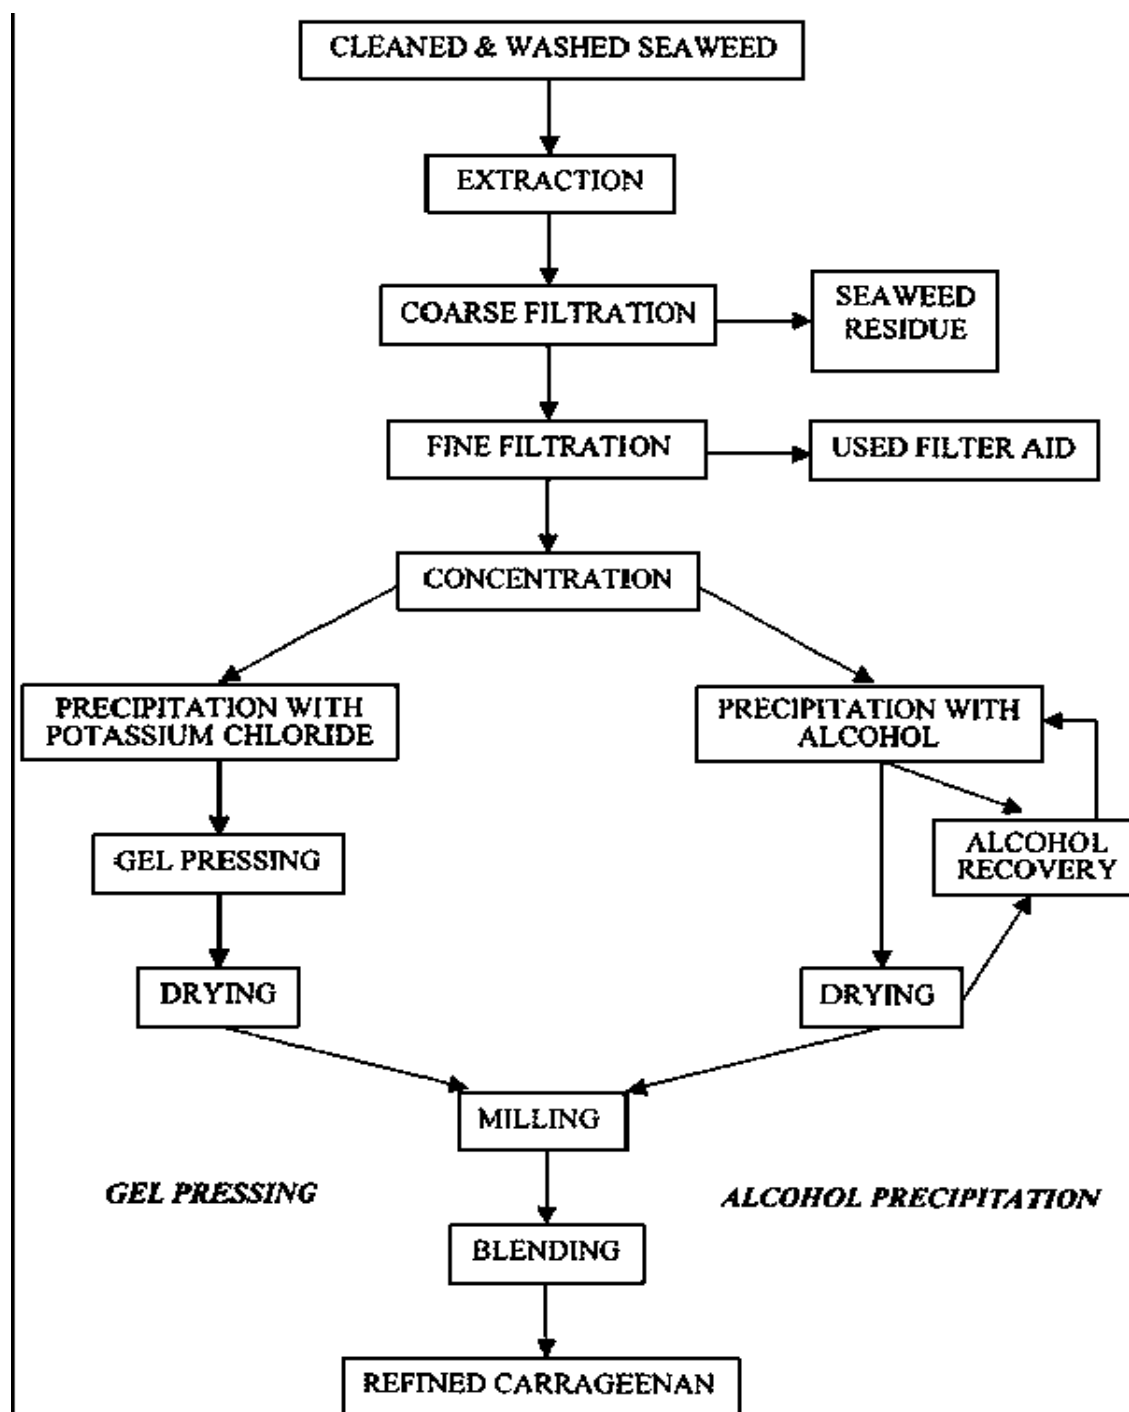 CLEANED & WASHED SEAWEED
EXTRACTION
COARSE FILTRATION
SEAWEED
RESIDUE
FINE FILTRATION
USED FILTER AID
CONCENTRATION
PRECIPITATION WITH
POTASSIUM CHLORIDE
PRECIPITATION WITH
ALCOHOL
GEL PRESSING
ALCOHOL
RECOVERY
DRYING
DRYING
MILLING
GEL PRESSING
ALCOHOL PRECIPITATION
BLENDING
REFINED CARRAGEENAN